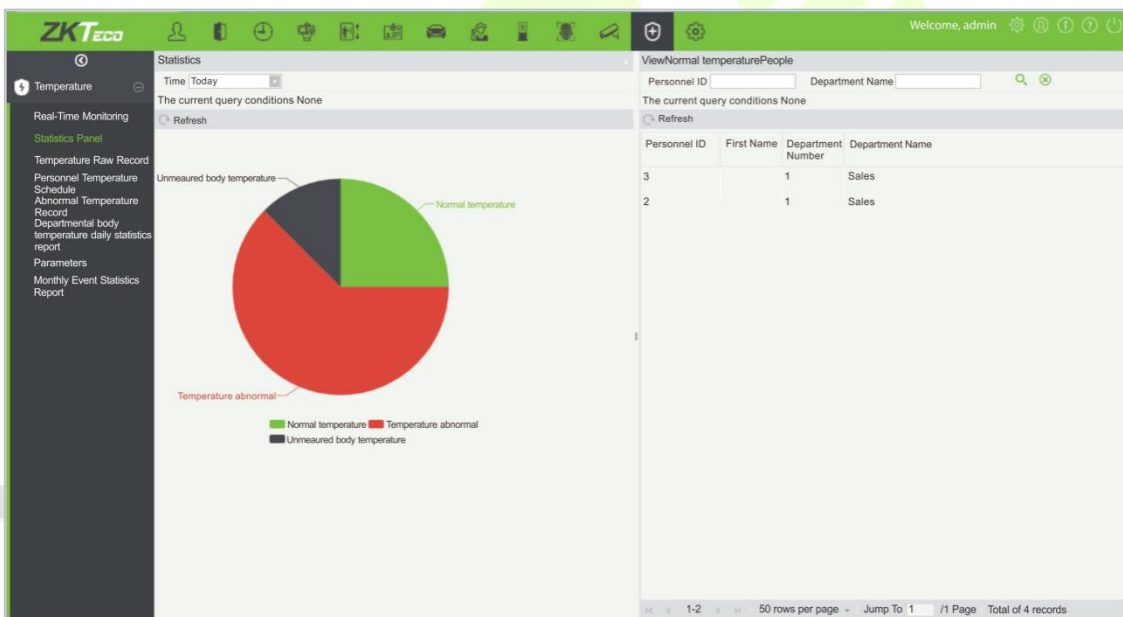 ZKTECO
Welcome, admin
Temperature
Real-Time Monitoring
Statistics Panel
Temperature Raw Record
Personnel Temperature
Schedule
Abnormal Temperature
Record
Departmental body
temperature daily statistics
report
Parameters
Monthly Event Statistics
Report
Statistics
Time Today
The current query conditions None
Refresh
Unmeaured body temperature
Normal temperature
Temperature abnormal
Normal temperature Temperature abnormal
Unmeaured body temperature
ViewNormal temperaturePeople
Personnel ID Department Name
The current query conditions None
Refresh
Personnel ID First Name Department Number Department Name
3 1 Sales
2 1 Sales
1-2 50 rows per page Jump To 1 /1 Page Total of 4 records